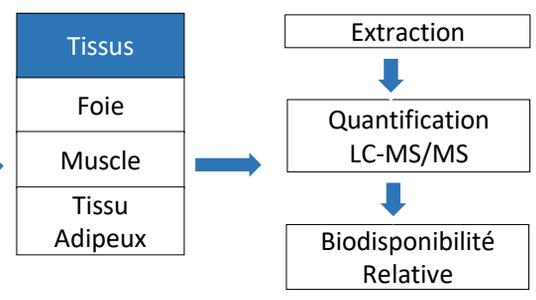 Tissus
Foie
Muscle
Tissu
Adipeux
Extraction
Quantification
LC-MS/MS
Biodisponibilité
Relative